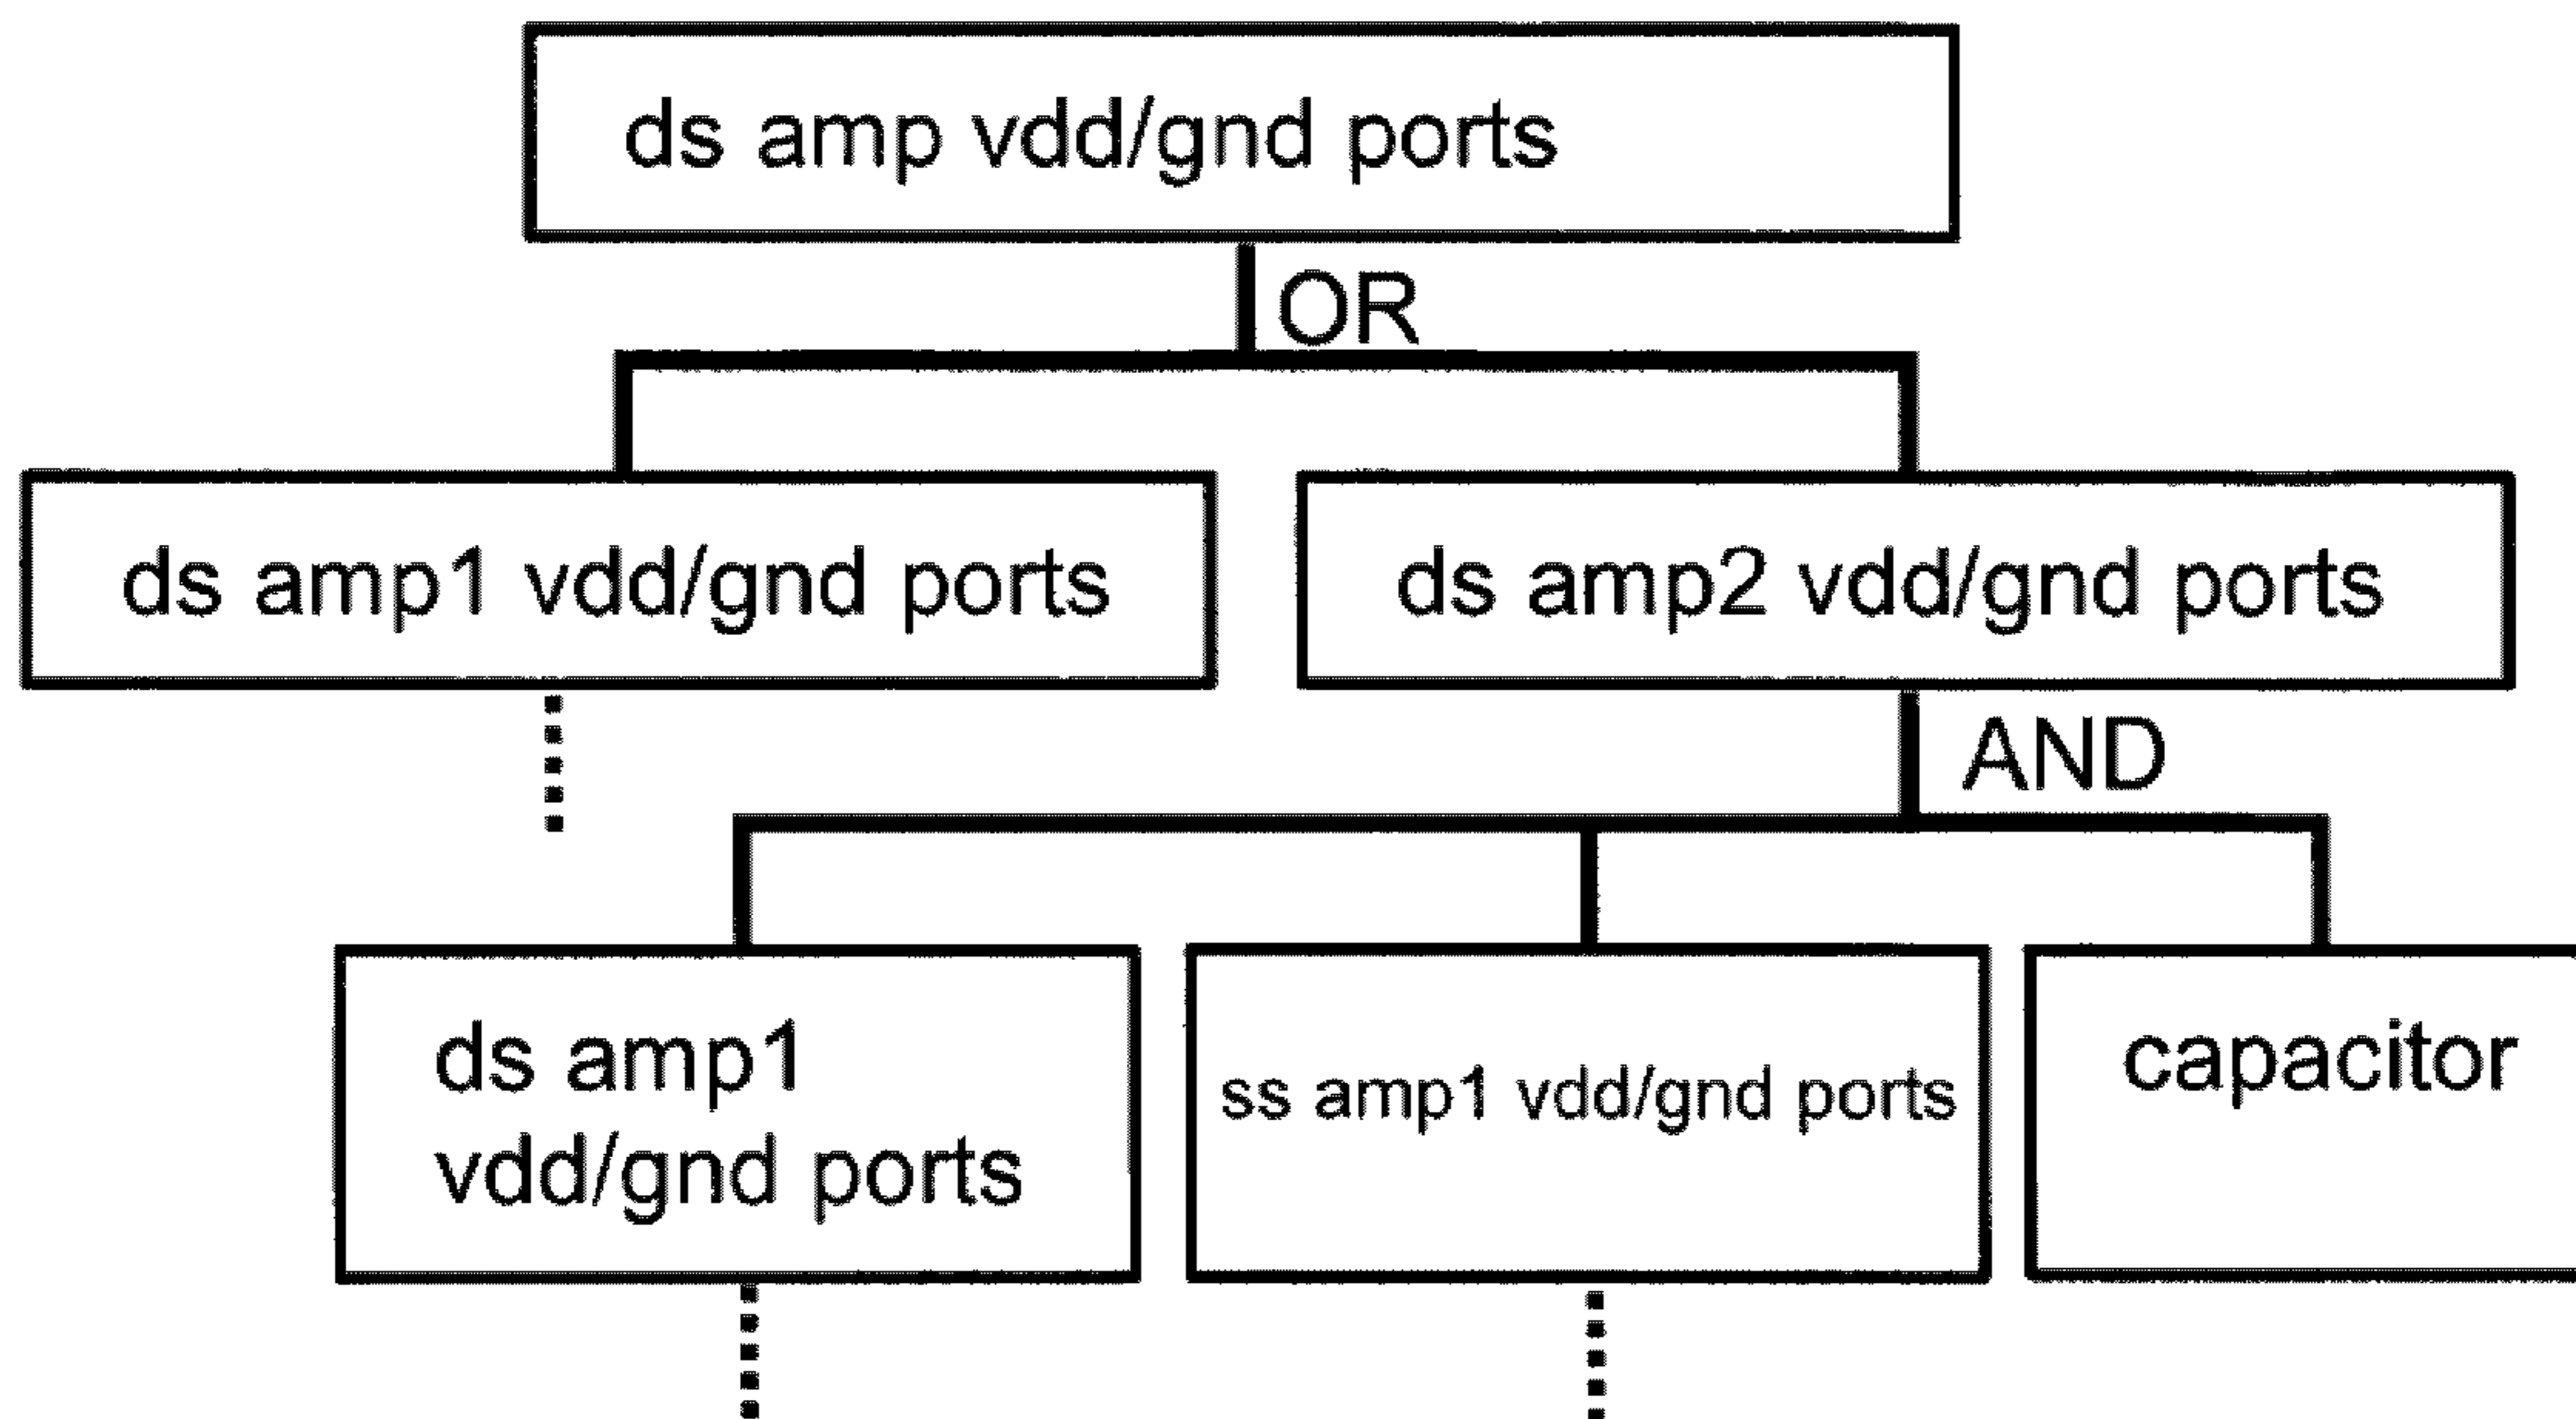 ds amp vdd/gnd ports
OR
ds amp1 vdd/gnd ports
ds amp2 vdd/gnd ports
AND
ds amp1
vdd/gnd ports
ss amp1 vdd/gnd ports
capacitor